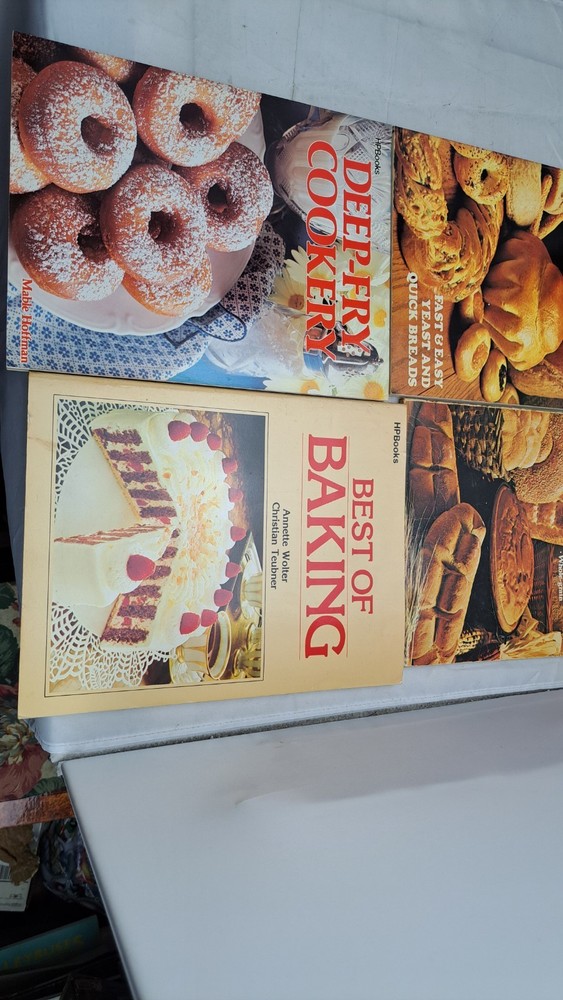 HPBooks
DEEP-FRY
COOKERY
Mable Hoffman
FAST & EASY
YEAST AND
QUICK BREADS
HPBooks
BEST OF
BAKING
Annette Wolter
Christian Teubner